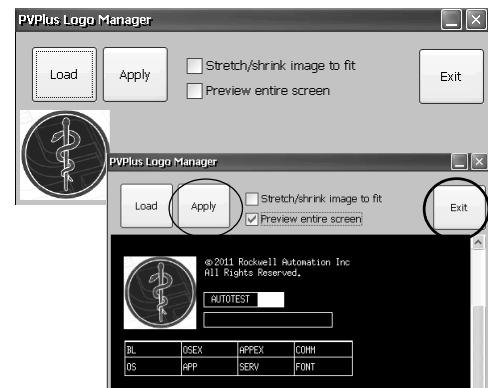 PVPlus Logo Manager
Load
Apply
Stretch/shrink image to fit
Preview entire screen
Exit
PVPlus Logo Manager
Load
Apply
Stretch/shrink image to fit
Preview entire screen
Exit
© 2011 Rockwell Automation Inc
All Rights Reserved.
AUTOTEST
BL OSEX APPEX COMM
OS APP SERV FONT